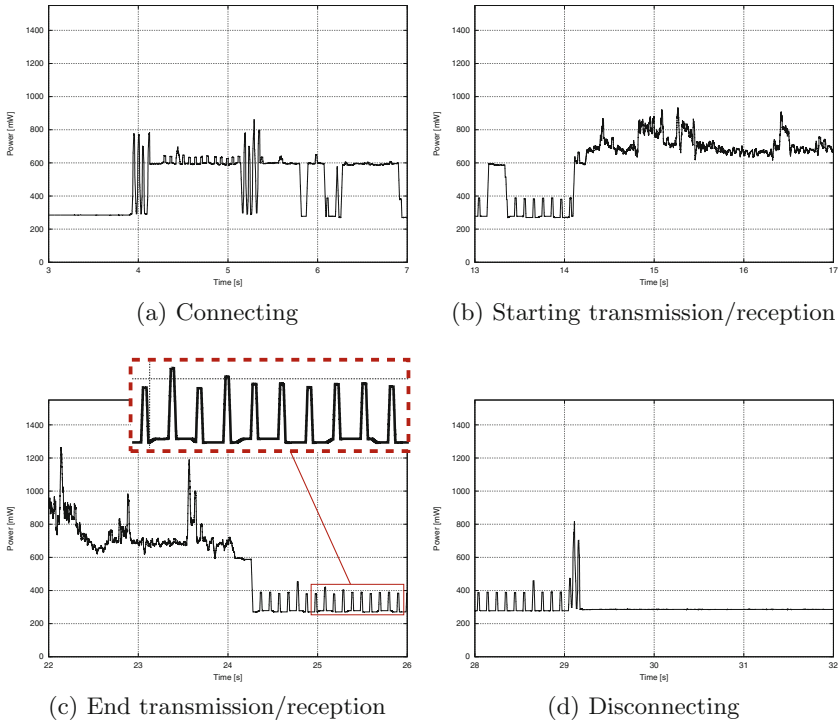 1400
1200
1000
800
600
400
200
0
Power [mW]
3 4 5 6 7
Time [s]
(a) Connecting
1400
1200
1000
800
600
400
200
0
Power [mW]
13 14 15 16 17
Time [s]
(b) Starting transmission/reception
1400
1200
1000
800
600
400
200
0
Power [mW]
22 23 24 25 26
Time [s]
(c) End transmission/reception
1400
1200
1000
800
600
400
200
0
Power [mW]
28 29 30 31 32
Time [s]
(d) Disconnecting